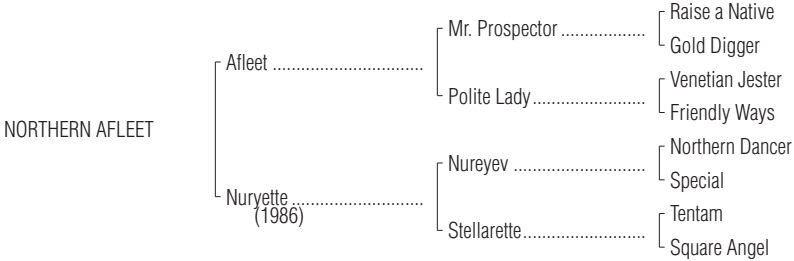 Raise a Native
Mr. Prospector ...................
Gold Digger
Afleet ..................................
Venetian Jester
Polite Lady.........................
Friendly Ways
NORTHERN AFLEET
Northern Dancer
Nureyev .............................
Special
Nuryette ..............................
(1986)
Tentam
Stellarette...........................
Square Angel